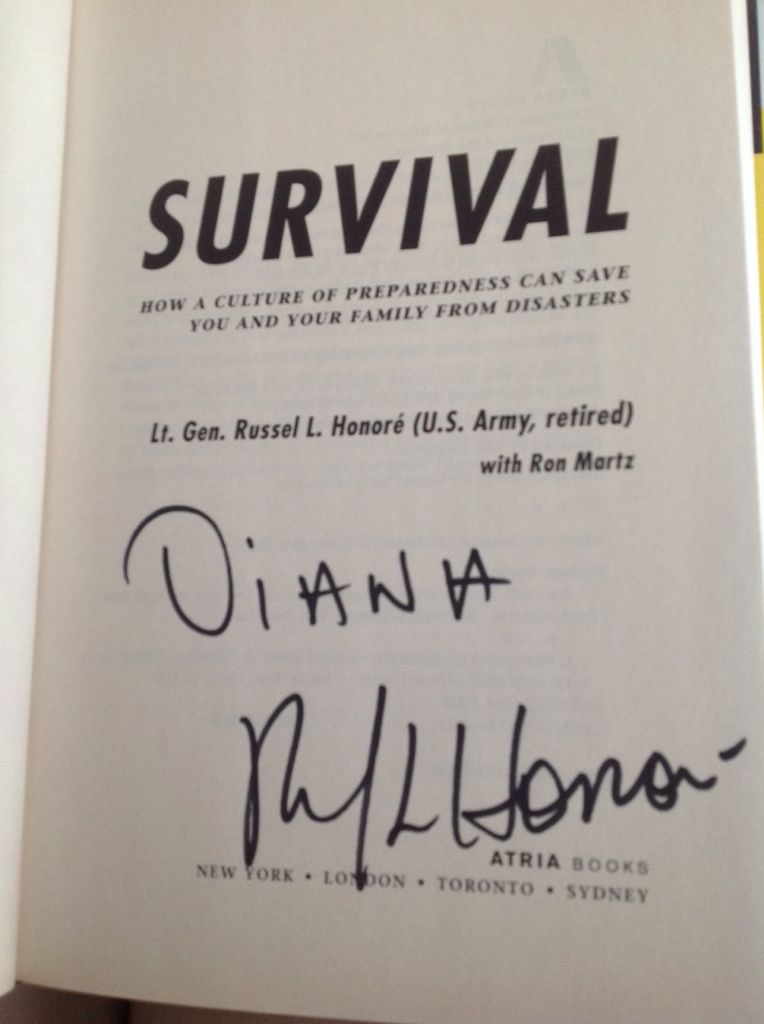 SURVIVAL
HOW A CULTURE OF PREPAREDNESS CAN SAVE
YOU AND YOUR FAMILY FROM DISASTERS
Lt. Gen. Russel L. Honoré (U.S. Army, retired)
with Ron Martz
DiANA
L Honoré
ATRIA BOOKS
NEW YORK • LONDON • TORONTO • SYDNEY